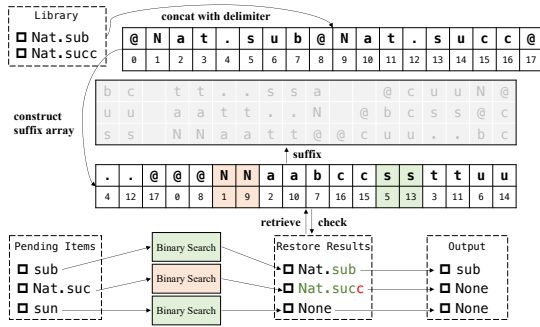 Library
Nat.sub
Nat.succ
concat with delimiter
@ N a t . s u b @ N a t . s u c c @
0 1 2 3 4 5 6 7 8 9 10 11 12 13 14 15 16 17
construct
suffix array
b c t t . . s s a @ c u u N @
u u a a t t . . N @ b c s s @ c
s s N N a a t t @ @ c u u . . b c
suffix
. . @ @ @ N N a a b c c s s t t u u
4 12 17 0 8 1 9 2 10 7 16 15 5 13 3 11 6 14
retrieve check
Pending Items
sub
Nat.suc
sun
Binary Search
Binary Search
Binary Search
Restore Results
Nat.sub
Nat.succ
None
Output
sub
None
None